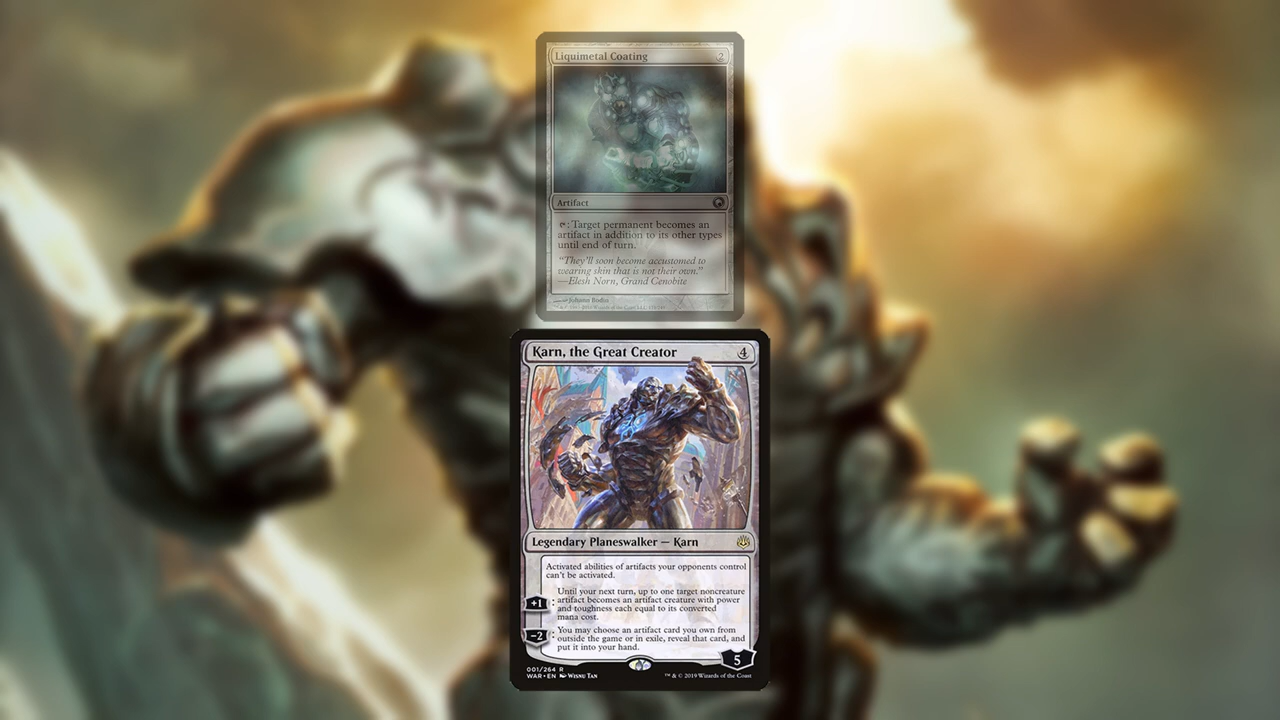 Liquimetal Coating 2
Artifact
: Target permanent becomes an
artifact in addition to its other types
until end of turn.
"They'll soon become accustomed to
wearing skin that is not their own."
—Elesh Norn, Grand Cenobite
Johann Bodin
Karn, the Great Creator 4
Legendary Planeswalker — Karn
Activated abilities of artifacts your opponents control
can't be activated.
+1: Until your next turn, up to one target noncreature
artifact becomes an artifact creature with power
and toughness each equal to its converted
mana cost.
−2: You may choose an artifact card you own from
outside the game or in exile, reveal that card, and
put it into your hand.
5
001/264 R
WAR • EN Wisnu Tan
™ & © 2019 Wizards of the Coast